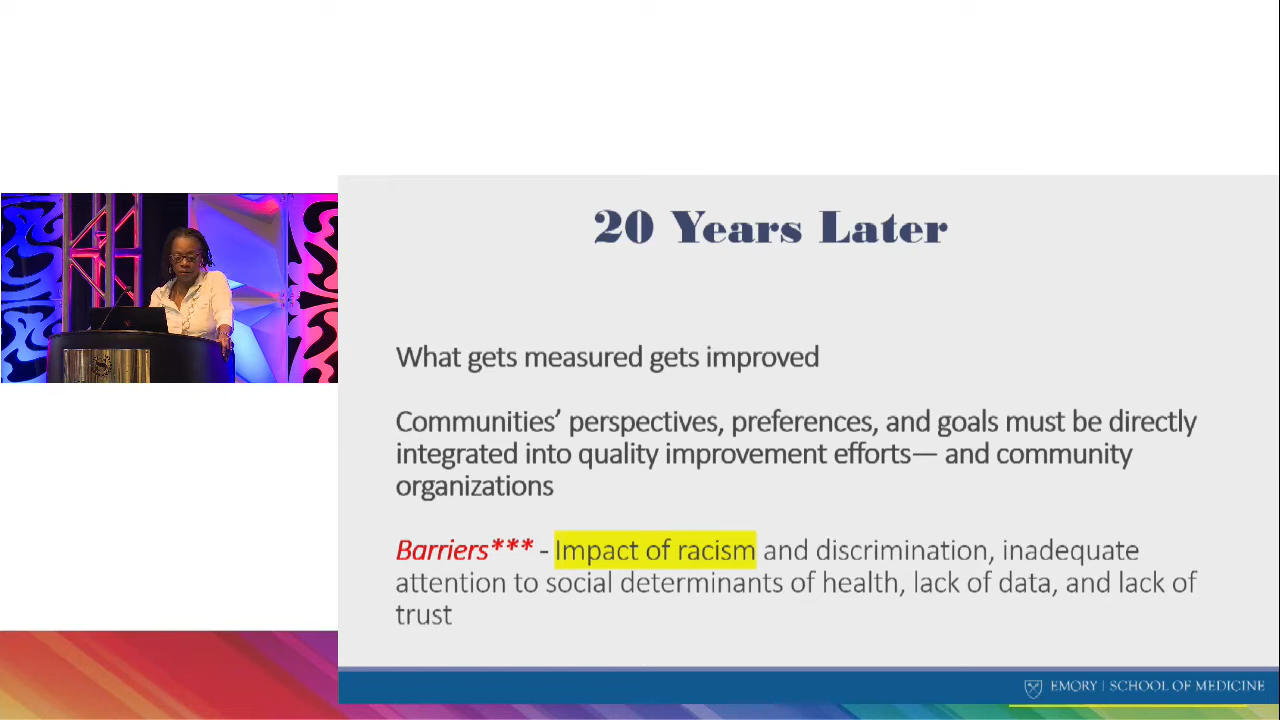 20 Years Later
What gets measured gets improved
Communities’ perspectives, preferences, and goals must be directly
integrated into quality improvement efforts— and community
organizations
Barriers*** - Impact of racism and discrimination, inadequate
attention to social determinants of health, lack of data, and lack of
trust
EMORY | SCHOOL OF MEDICINE